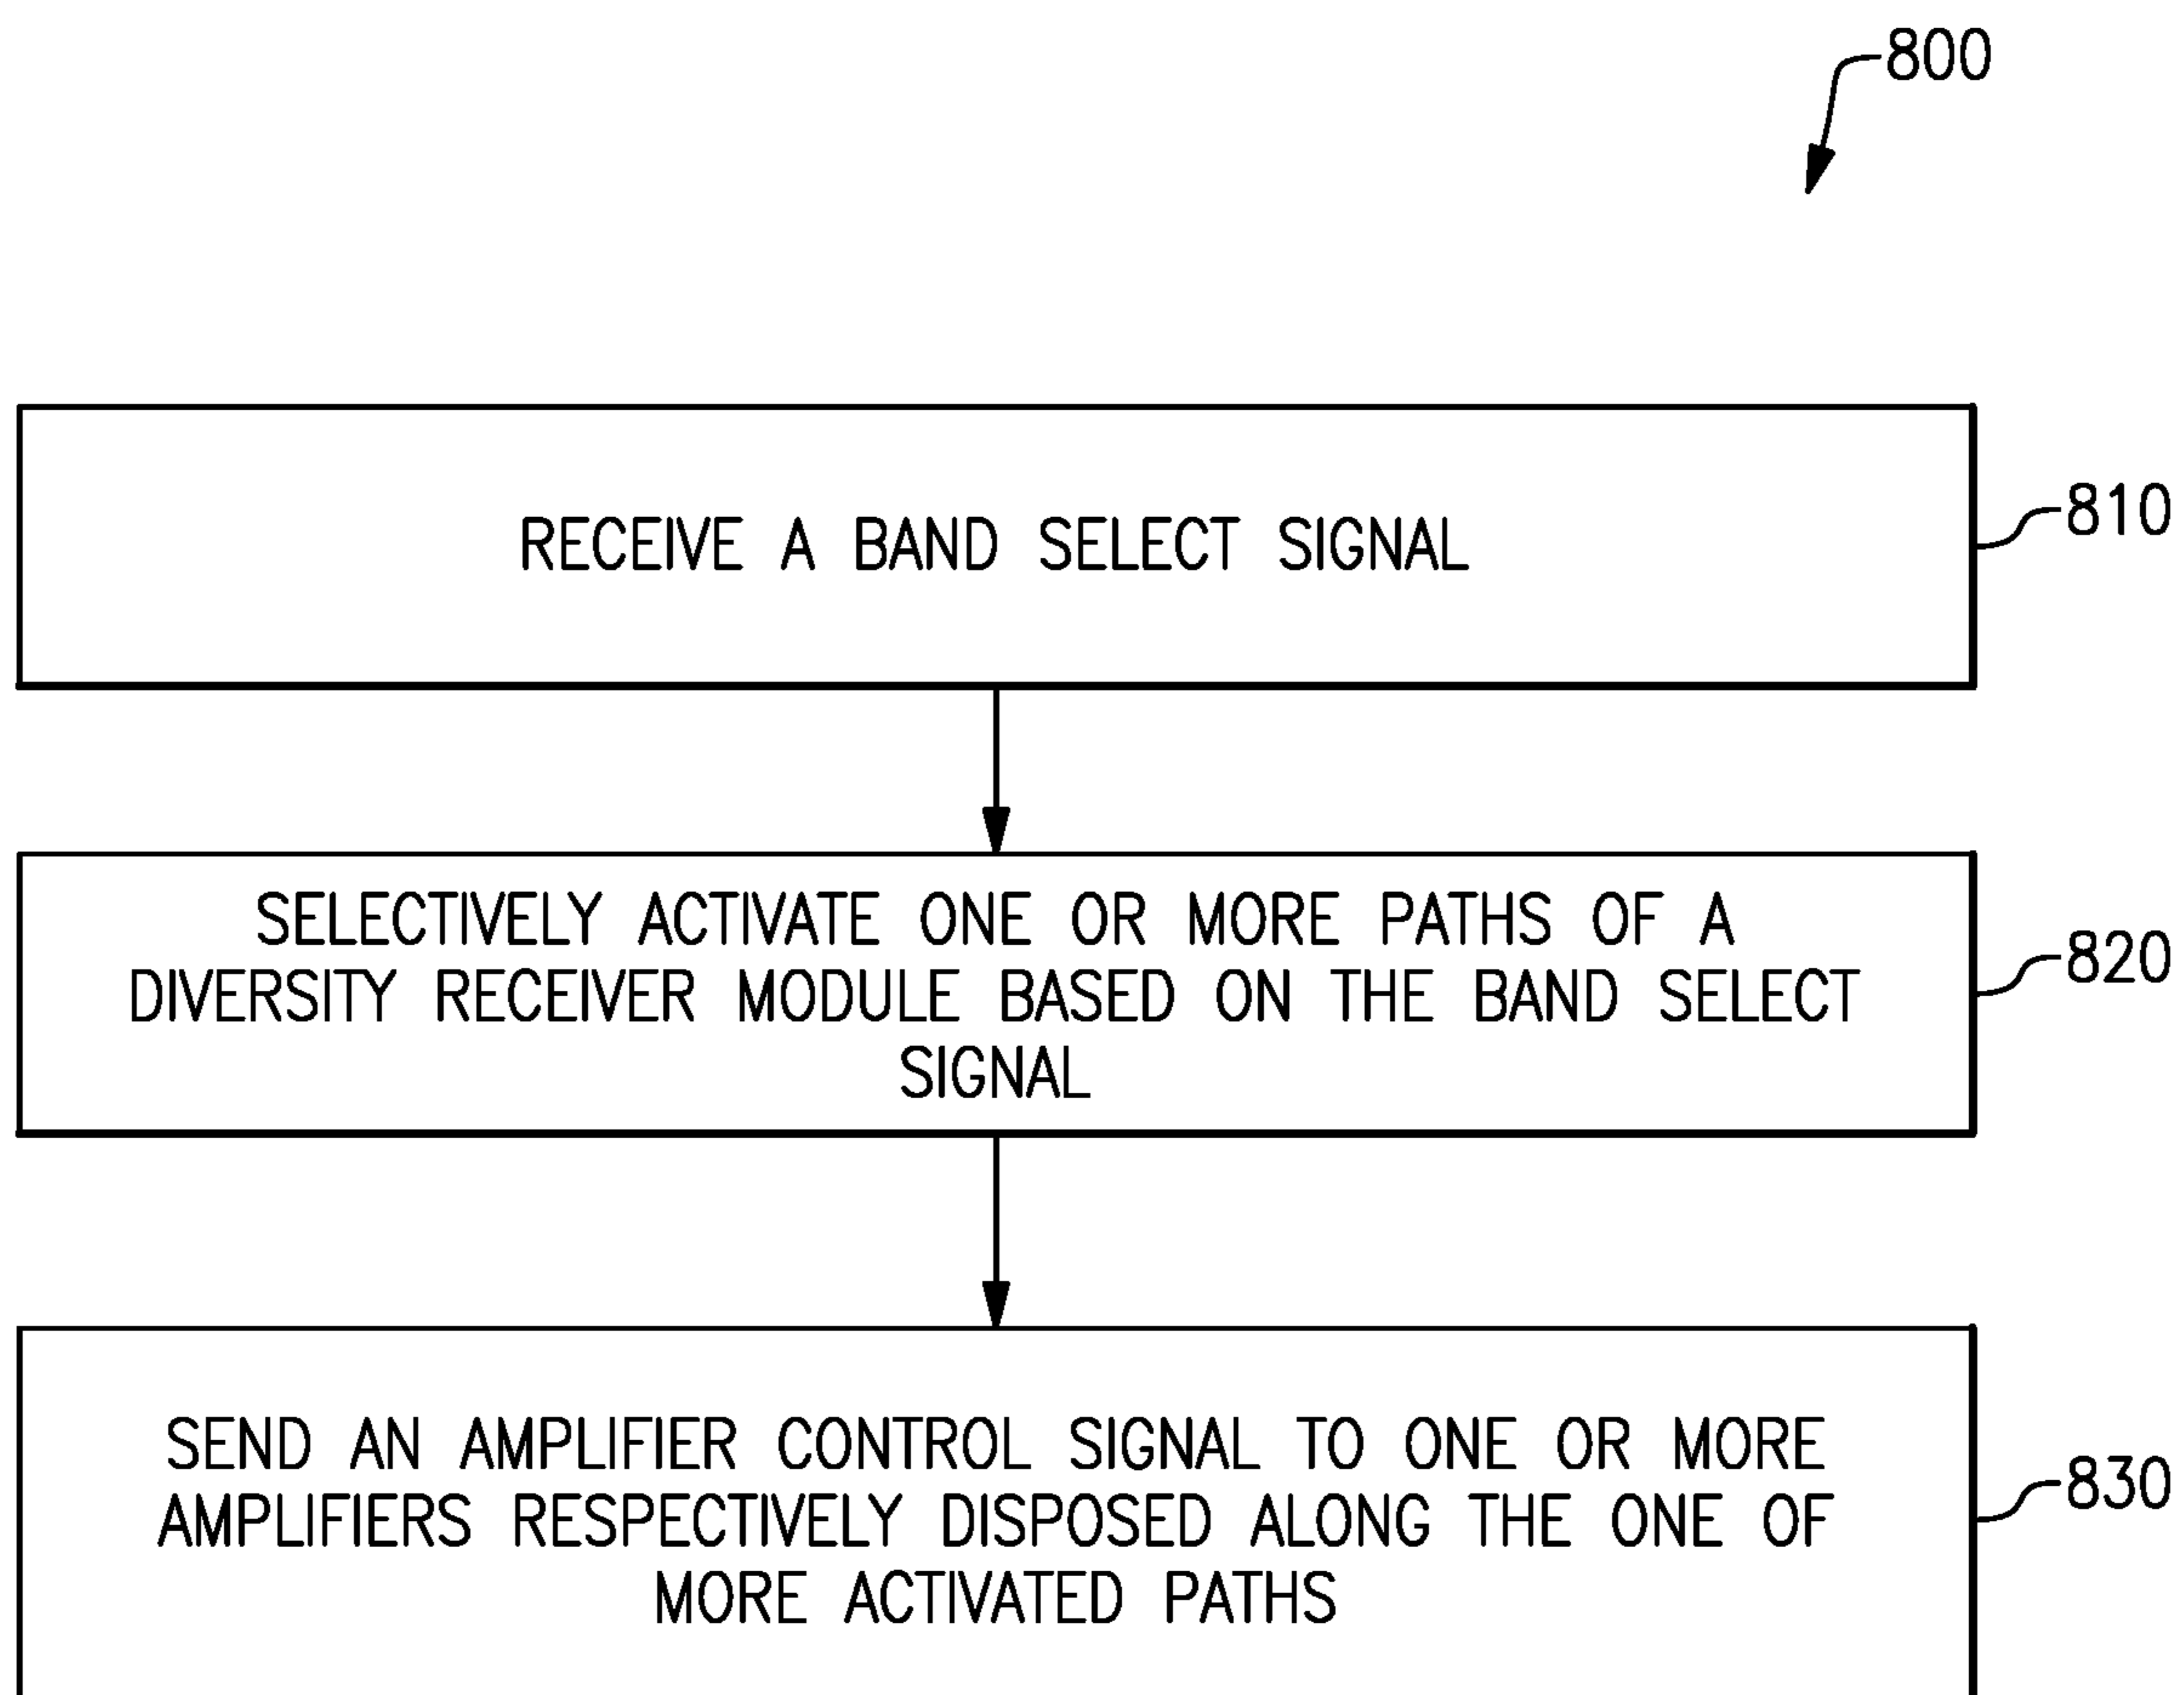 800
RECEIVE A BAND SELECT SIGNAL
810
SELECTIVELY ACTIVATE ONE OR MORE PATHS OF A
DIVERSITY RECEIVER MODULE BASED ON THE BAND SELECT
SIGNAL
820
SEND AN AMPLIFIER CONTROL SIGNAL TO ONE OR MORE
AMPLIFIERS RESPECTIVELY DISPOSED ALONG THE ONE OF
MORE ACTIVATED PATHS
830